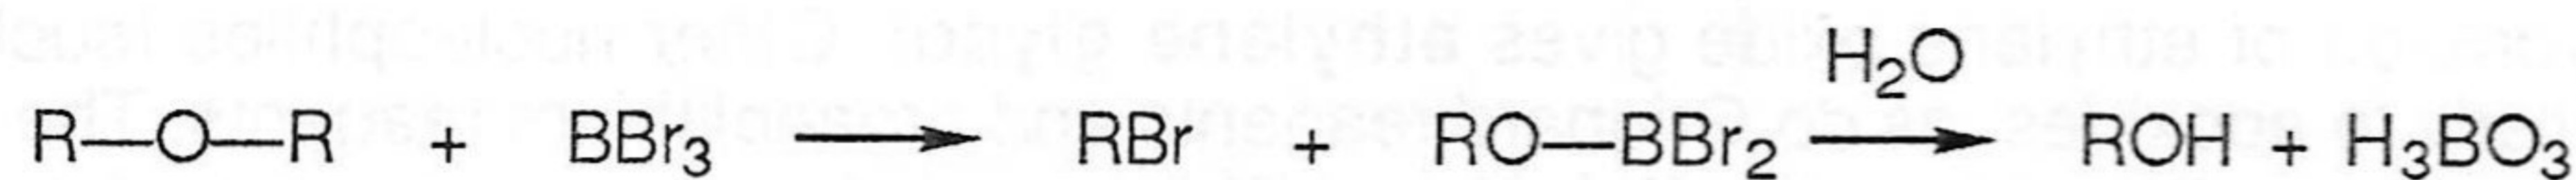 H₂O
R—O—R + BBr₃ ⟶ RBr + RO—BBr₂ ⟶ ROH + H₃BO₃